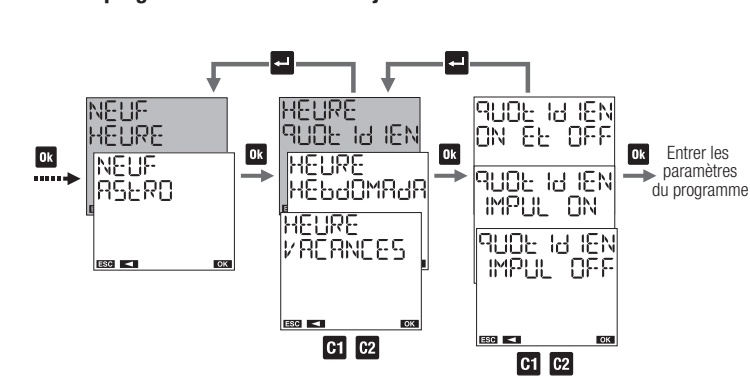 Ok
NEUF
HEURE
NEUF
ASTRO
ESC OK
Ok
HEURE
QUOTIDIEN
HEURE
HEBDOMADA
HEURE
VACANCES
ESC OK
C1 C2
Ok
QUOTIDIEN
ON ET OFF
QUOTIDIEN
IMPUL ON
QUOTIDIEN
IMPUL OFF
ESC OK
C1 C2
Ok
Entrer les
paramètres
du programme